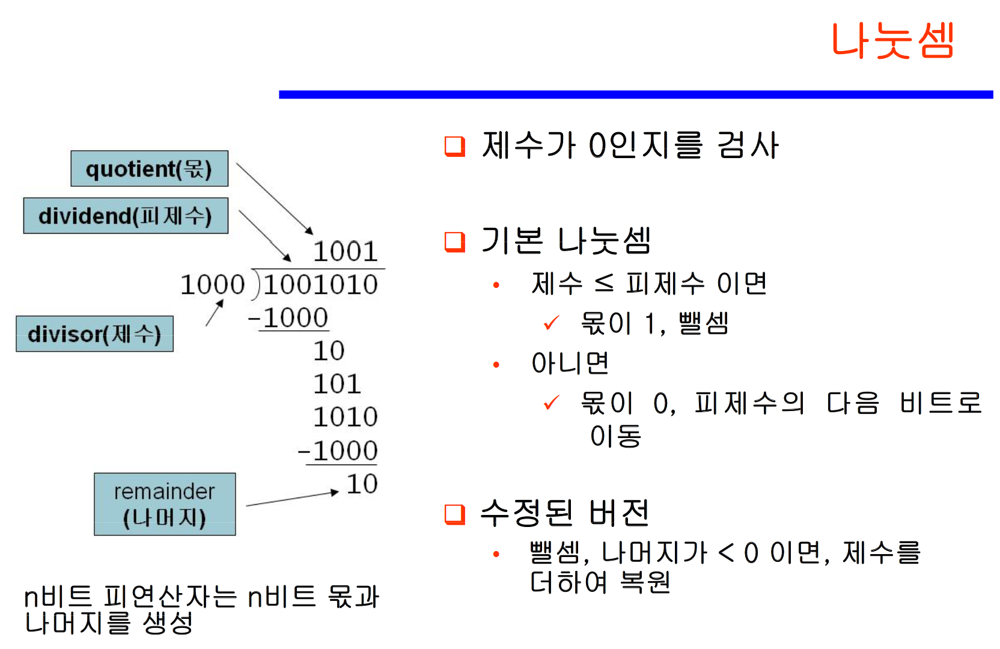 나눗셈
quotient(몫)
dividend(피제수)
1001
1000 )1001010
-1000
divisor(제수)
10
101
1010
-1000
10
remainder
(나머지)
n비트 피연산자는 n비트 몫과
나머지를 생성
❑ 제수가 0인지를 검사
❑ 기본 나눗셈
• 제수 ≤ 피제수 이면
✓ 몫이 1, 뺄셈
• 아니면
✓ 몫이 0, 피제수의 다음 비트로
이동
❑ 수정된 버전
• 뺄셈, 나머지가 < 0 이면, 제수를
더하여 복원